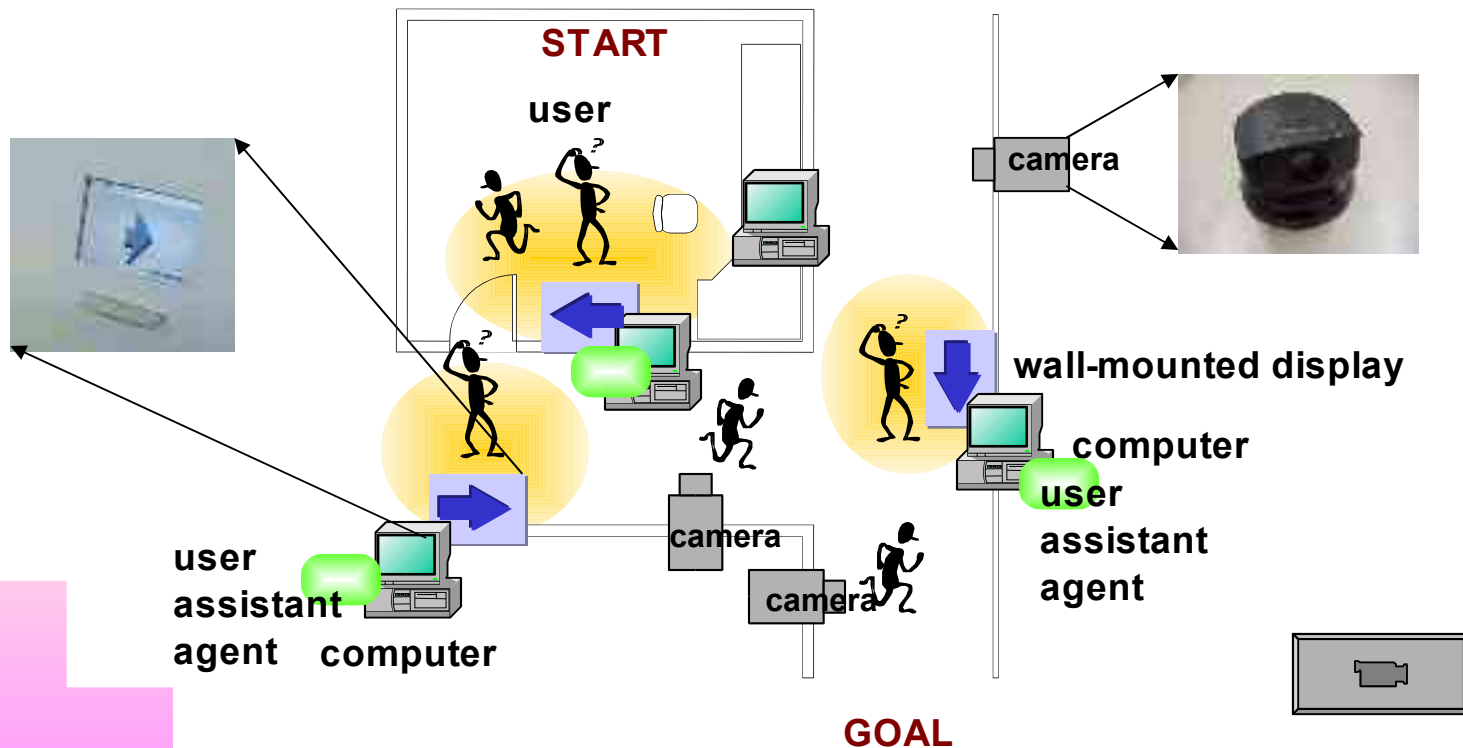 START
user
camera
wall-mounted display
computer
user
assistant
agent
camera
camera
user
assistant
agent
computer
GOAL